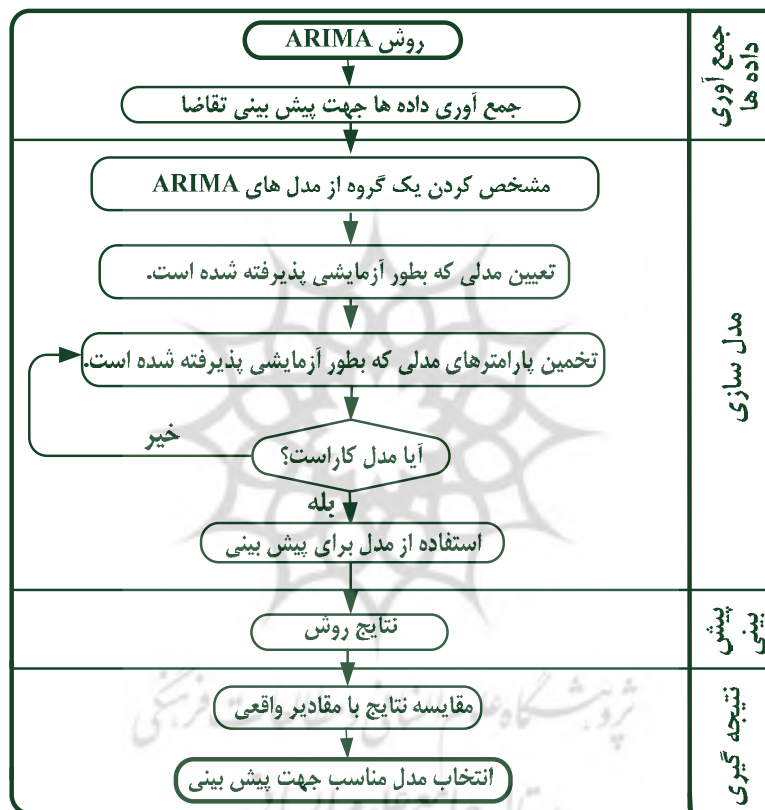 روش ARIMA
جمع آوری داده ها جهت پیش بینی تقاضا
جمع آوری
داده ها
مشخص کردن یک گروه از مدل های ARIMA
تعیین مدلی که بطور آزمایشی پذیرفته شده است.
تخمین پارامترهای مدلی که بطور آزمایشی پذیرفته شده است.
آیا مدل کاراست؟
خیر
بله
استفاده از مدل برای پیش بینی
مدل سازی
نتایج روش
پیش
بینی
مقایسه نتایج با مقادیر واقعی
انتخاب مدل مناسب جهت پیش بینی
نتیجه گیری